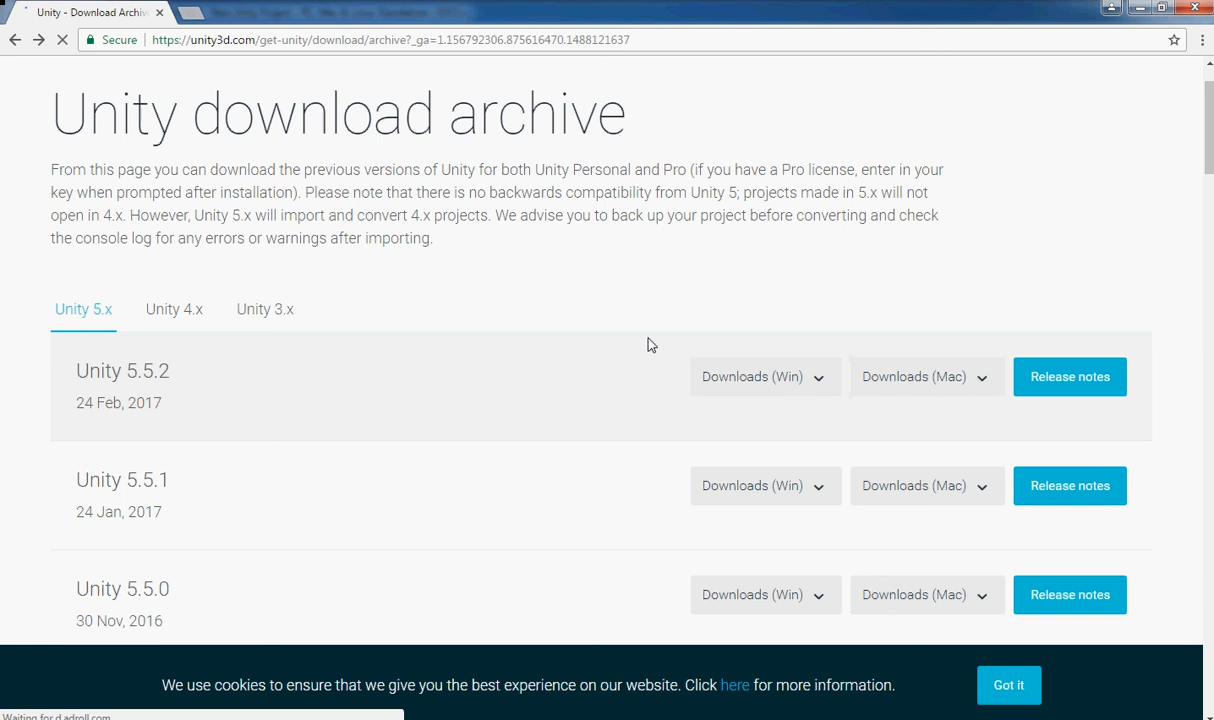 Unity - Download Archiv
Secure
https://unity3d.com/get-unity/download/archive?_ga=1.156792306.875616470.1488121637
Unity download archive
From this page you can download the previous versions of Unity for both Unity Personal and Pro (if you have a Pro license, enter in your
key when prompted after installation). Please note that there is no backwards compatibility from Unity 5; projects made in 5.x will not
open in 4.x. However, Unity 5.x will import and convert 4.x projects. We advise you to back up your project before converting and check
the console log for any errors or warnings after importing.
Unity 5.x Unity 4.x Unity 3.x
Unity 5.5.2
Downloads (Win) Downloads (Mac) Release notes
24 Feb, 2017
Unity 5.5.1
Downloads (Win) Downloads (Mac) Release notes
24 Jan, 2017
Unity 5.5.0
Downloads (Win) Downloads (Mac) Release notes
30 Nov, 2016
We use cookies to ensure that we give you the best experience on our website. Click here for more information.
Got it
Waiting for d.adroll.com